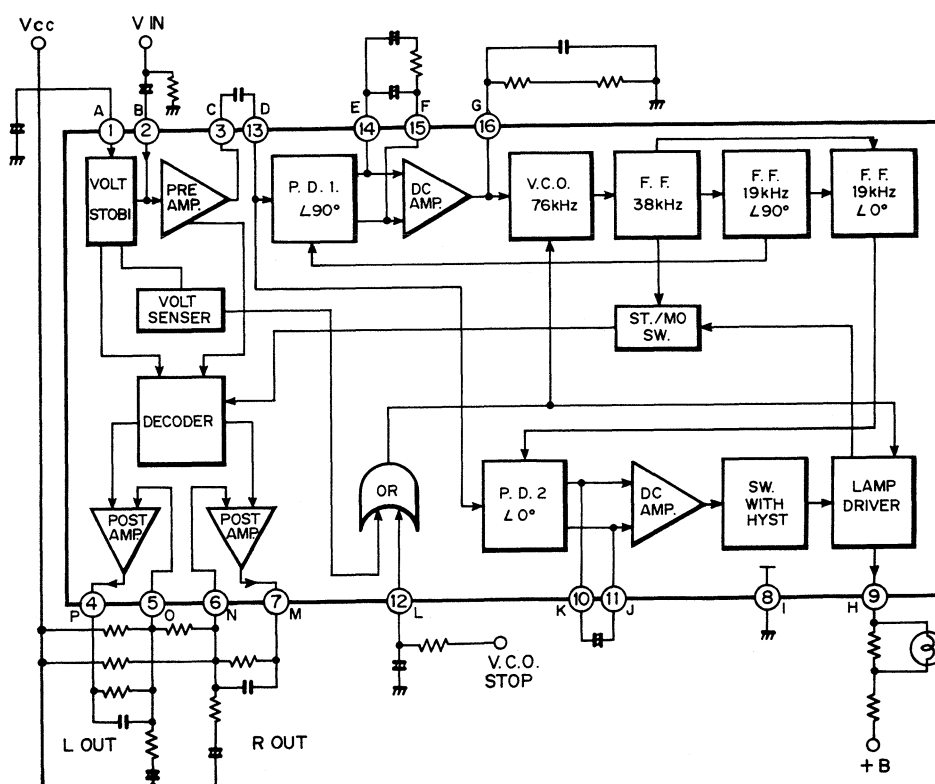 Vcc
V IN
A
B
C
D
E
F
G
1
2
3
13
14
15
16
VOLT
STOBI
PRE
AMP.
P. D. 1.
∠90°
DC
AMP.
V.C.O.
76kHz
F. F.
38kHz
F. F.
19kHz
∠90°
F. F.
19kHz
∠0°
VOLT
SENSER
ST./MO
SW.
DECODER
OR
P. D. 2
∠0°
DC
AMP.
SW.
WITH
HYST
LAMP
DRIVER
POST
AMP.
POST
AMP.
4
5
6
7
12
10
11
8
9
P
O
N
M
L
K
J
I
H
V.C.O.
STOP
L OUT
R OUT
+B